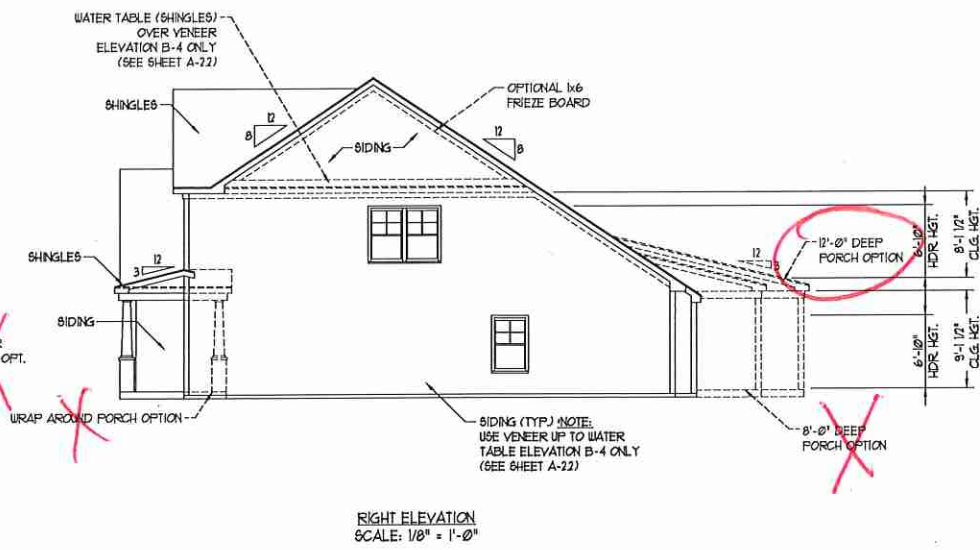 WATER TABLE (SHINGLES)
OVER VENEER
ELEVATION B-4 ONLY
(SEE SHEET A-2.2)
SHINGLES
12
8
SIDING
OPTIONAL 1x6
FRIEZE BOARD
12
8
SHINGLES
12
3
SIDING
OPT.
WRAP AROUND PORCH OPTION
12
3
12'-0" DEEP
PORCH OPTION
6'-10"
HDR. HGT.
8'-1 1/2"
CLG. HGT.
6'-10"
HDR. HGT.
9'-1 1/2"
CLG. HGT.
8'-0" DEEP
PORCH OPTION
SIDING (TYP.) NOTE:
USE VENEER UP TO WATER
TABLE ELEVATION B-4 ONLY
(SEE SHEET A-2.2)
RIGHT ELEVATION
SCALE: 1/8" = 1'-0"